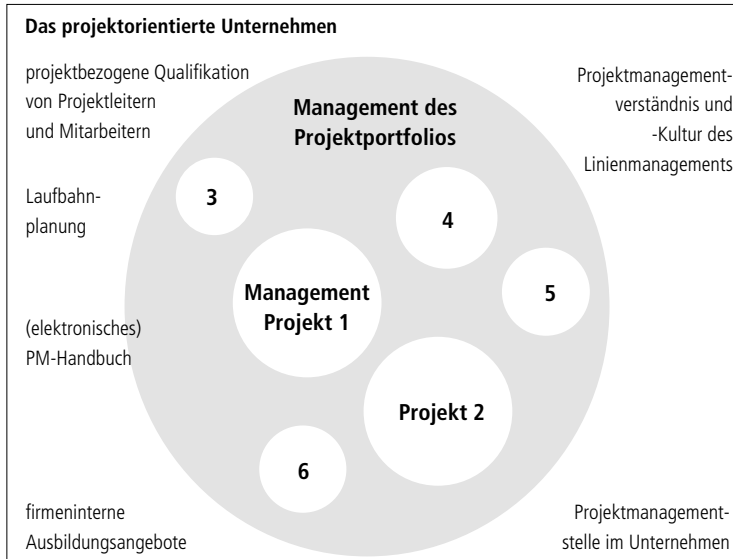 Das projektorientierte Unternehmen
projektbezogene Qualifikation
von Projektleitern
und Mitarbeitern
Management des
Projektportfolios
Projektmanagement-
verständnis und
-Kultur des
Linienmanagements
Laufbahn-
planung
3
4
5
Management
Projekt 1
(elektronisches)
PM-Handbuch
Projekt 2
6
firmeninterne
Ausbildungsangebote
Projektmanagement-
stelle im Unternehmen